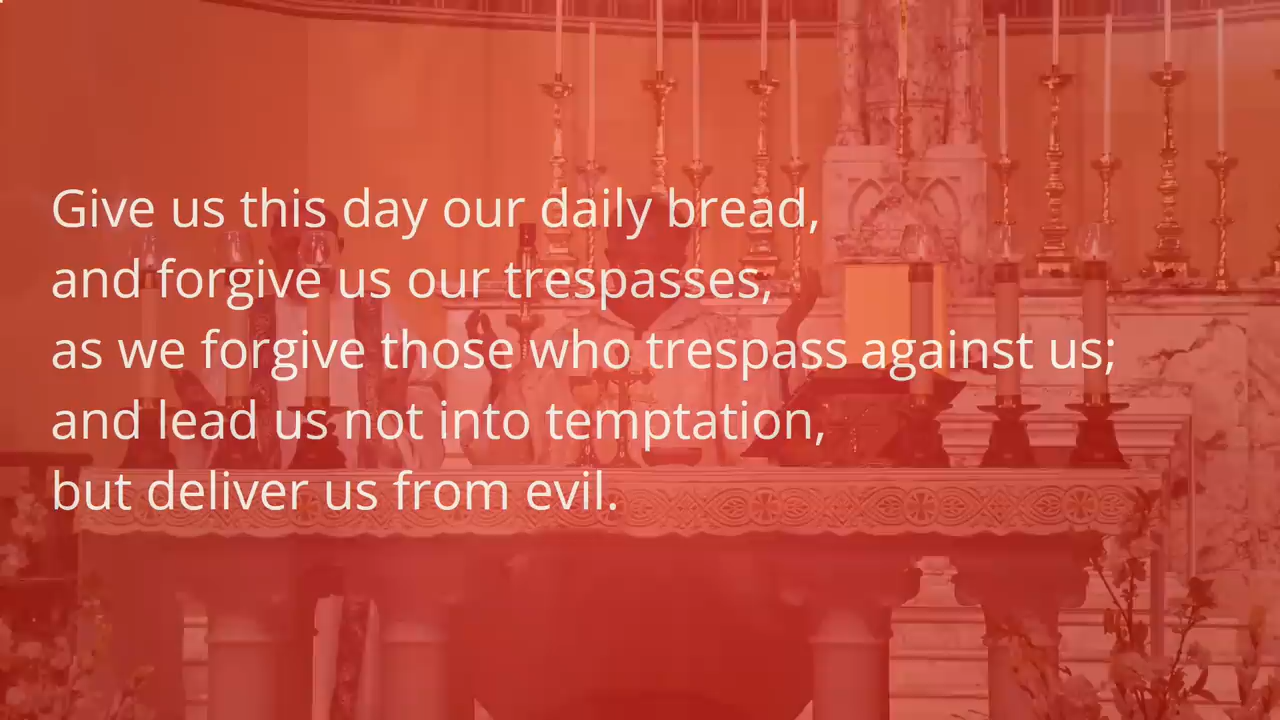 Give us this day our daily bread,
and forgive us our trespasses,
as we forgive those who trespass against us;
and lead us not into temptation,
but deliver us from evil.